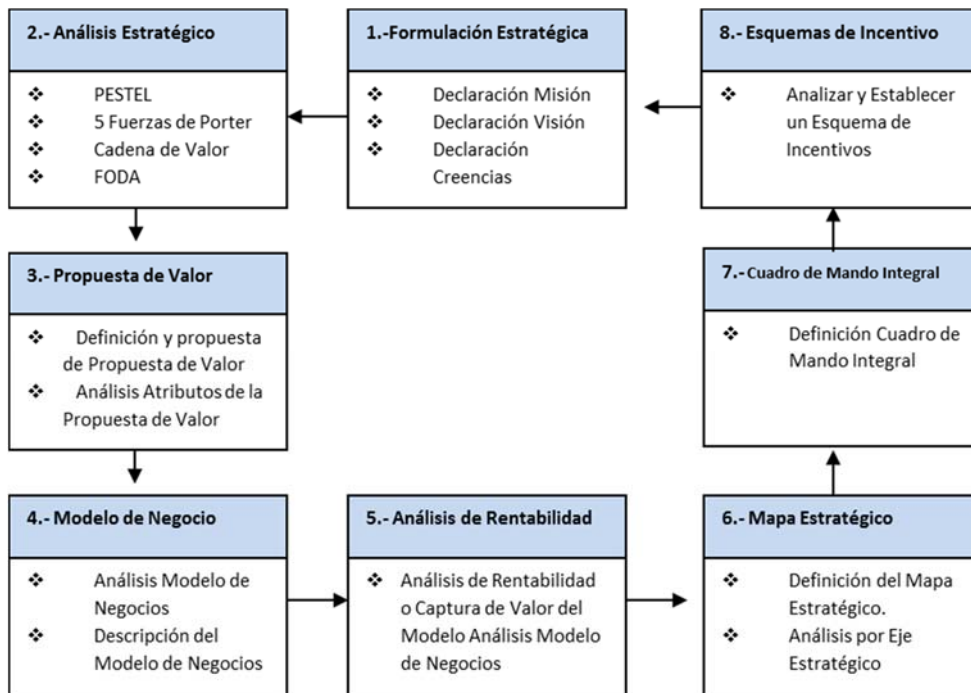 2.- Análisis Estratégico
❖ PESTEL
❖ 5 Fuerzas de Porter
❖ Cadena de Valor
❖ FODA
1.-Formulación Estratégica
❖ Declaración Misión
❖ Declaración Visión
❖ Declaración
Creencias
8.- Esquemas de Incentivo
❖ Analizar y Establecer
un Esquema de
Incentivos
3.- Propuesta de Valor
❖ Definición y propuesta
de Propuesta de Valor
❖ Análisis Atributos de la
Propuesta de Valor
7.- Cuadro de Mando Integral
❖ Definición Cuadro de
Mando Integral
4.- Modelo de Negocio
❖ Análisis Modelo de
Negocios
❖ Descripción del
Modelo de Negocios
5.- Análisis de Rentabilidad
❖ Análisis de Rentabilidad
o Captura de Valor del
Modelo Análisis Modelo
de Negocios
6.- Mapa Estratégico
❖ Definición del Mapa
Estratégico.
❖ Análisis por Eje
Estratégico